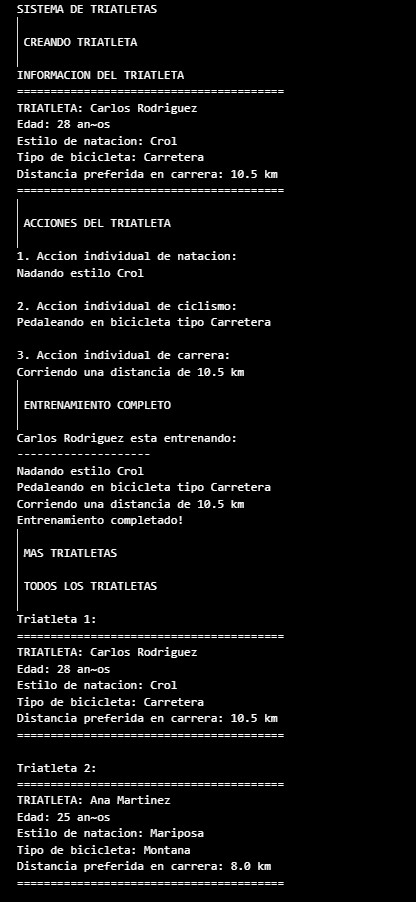 SISTEMA DE TRIATLETAS
CREANDO TRIATLETA
INFORMACION DEL TRIATLETA
========================================
TRIATLETA: Carlos Rodriguez
Edad: 28 an~os
Estilo de natacion: Crol
Tipo de bicicleta: Carretera
Distancia preferida en carrera: 10.5 km
========================================
ACCIONES DEL TRIATLETA
1. Accion individual de natacion:
Nadando estilo Crol
2. Accion individual de ciclismo:
Pedaleando en bicicleta tipo Carretera
3. Accion individual de carrera:
Corriendo una distancia de 10.5 km
ENTRENAMIENTO COMPLETO
Carlos Rodriguez esta entrenando:
--------------------
Nadando estilo Crol
Pedaleando en bicicleta tipo Carretera
Corriendo una distancia de 10.5 km
Entrenamiento completado!
MAS TRIATLETAS
TODOS LOS TRIATLETAS
Triatleta 1:
========================================
TRIATLETA: Carlos Rodriguez
Edad: 28 an~os
Estilo de natacion: Crol
Tipo de bicicleta: Carretera
Distancia preferida en carrera: 10.5 km
========================================
Triatleta 2:
========================================
TRIATLETA: Ana Martinez
Edad: 25 an~os
Estilo de natacion: Mariposa
Tipo de bicicleta: Montana
Distancia preferida en carrera: 8.0 km
========================================